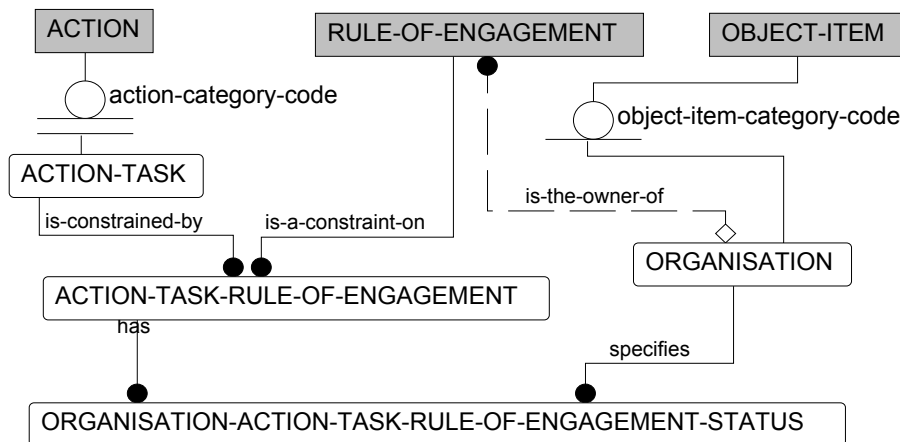 ACTION
RULE-OF-ENGAGEMENT
OBJECT-ITEM
action-category-code
object-item-category-code
ACTION-TASK
is-the-owner-of
is-constrained-by
is-a-constraint-on
ORGANISATION
ACTION-TASK-RULE-OF-ENGAGEMENT
has
specifies
ORGANISATION-ACTION-TASK-RULE-OF-ENGAGEMENT-STATUS